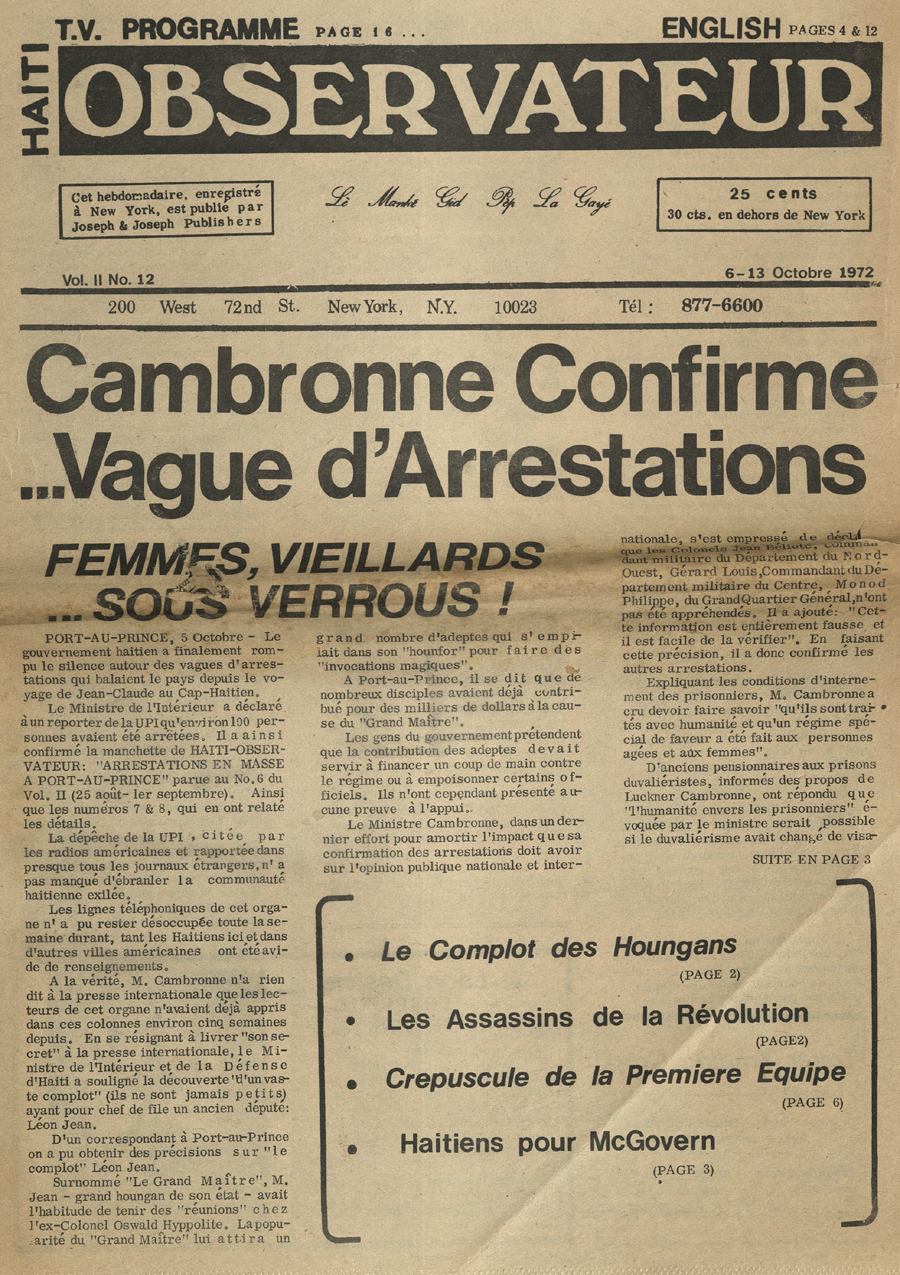 T.V. PROGRAMME PAGE 16 ...
ENGLISH PAGES 4 & 12
HAITI
OBSERVATEUR
Cet hebdomadaire, enregistré
à New York, est publié par
Joseph & Joseph Publishers
Lè Manké Gid Pèp La Gayé
25 cents
30 cts. en dehors de New York
Vol. II No. 12
6-13 Octobre 1972
200 West 72nd St. New York, N.Y. 10023 Tél : 877-6600
Cambronne Confirme
...Vague d'Arrestations
FEMMES, VIEILLARDS
... SOUS VERROUS !
PORT-AU-PRINCE, 5 Octobre - Le
gouvernement haïtien a finalement rom-
pu le silence autour des vagues d'arres-
tations qui balaient le pays depuis le vo-
yage de Jean-Claude au Cap-Haitien.
Le Ministre de l'Intérieur a déclaré
à un reporter de la UPI qu'environ 100 per-
sonnes avaient été arrêtées. Il a ainsi
confirmé la manchette de HAITI-OBSER-
VATEUR: "ARRESTATIONS EN MASSE
A PORT-AU-PRINCE" parue au No. 6 du
Vol. II (25 août- 1er septembre). Ainsi
que les numéros 7 & 8, qui en ont relaté
les détails.
La dépêche de la UPI , citée par
les radios américaines et rapportée dans
presque tous les journaux étrangers, n'a
pas manqué d'ébranler la communauté
haitienne exilée.
Les lignes téléphoniques de cet orga-
ne n'a pu rester désoccupée toute la se-
maine durant, tant les Haitiens ici et dans
d'autres villes américaines ont été avi-
de de renseignements.
A la vérité, M. Cambronne n'a rien
dit à la presse internationale que les lec-
teurs de cet organe n'avaient déjà appris
dans ces colonnes environ cinq semaines
depuis. En se résignant à livrer "son se-
cret" à la presse internationale, le Mi-
nistre de l'Intérieur et de la Défense
d'Haiti a souligné la découverte "d'un vas-
te complot" (ils ne sont jamais petits)
ayant pour chef de file un ancien député:
Léon Jean.
D'un correspondant à Port-au-Prince
on a pu obtenir des précisions sur "le
complot" Léon Jean.
Surnommé "Le Grand Maître", M.
Jean - grand houngan de son état - avait
l'habitude de tenir des "réunions" chez
l'ex-Colonel Oswald Hyppolite. La popu-
arité du "Grand Maître" lui attira un
grand nombre d'adeptes qui s'empi-
iait dans son "hounfor" pour faire des
"invocations magiques".
A Port-au-Prince, il se dit que de
nombreux disciples avaient déjà contri-
bué pour des milliers de dollars à la cau-
se du "Grand Maître".
Les gens du gouvernement prétendent
que la contribution des adeptes devait
servir à financer un coup de main contre
le régime ou à empoisonner certains of-
ficiels. Ils n'ont cependant présenté au-
cune preuve à l'appui.
Le Ministre Cambronne, dans un der-
nier effort pour amortir l'impact que sa
confirmation des arrestations doit avoir
sur l'opinion publique nationale et inter-
nationale, s'est empressé de décla
que les Colonels Jean comman
dant militaire du Département du Nord-
Ouest, Gérard Louis, Commandant du Dé-
partement militaire du Centre, Monod
Philippe, du Grand Quartier Général, n'ont
pas été appréhendés. Il a ajouté: "Cet-
te information est entièrement fausse et
il est facile de la vérifier". En faisant
cette précision, il a donc confirmé les
autres arrestations.
Expliquant les conditions d'interne-
ment des prisonniers, M. Cambronne a
cru devoir faire savoir "qu'ils sont trai-
tés avec humanité et qu'un régime spé-
cial de faveur a été fait aux personnes
agées et aux femmes".
D'anciens pensionnaires aux prisons
duvaliéristes, informés des propos de
Luckner Cambronne, ont répondu que
"l'humanité envers les prisonniers" é-
voquée par le ministre serait possible
si le duvaliérisme avait changé de visa-
SUITE EN PAGE 3
• Le Complot des Houngans
(PAGE 2)
• Les Assassins de la Révolution
(PAGE2)
• Crepuscule de la Premiere Equipe
(PAGE 6)
• Haitiens pour McGovern
(PAGE 3)